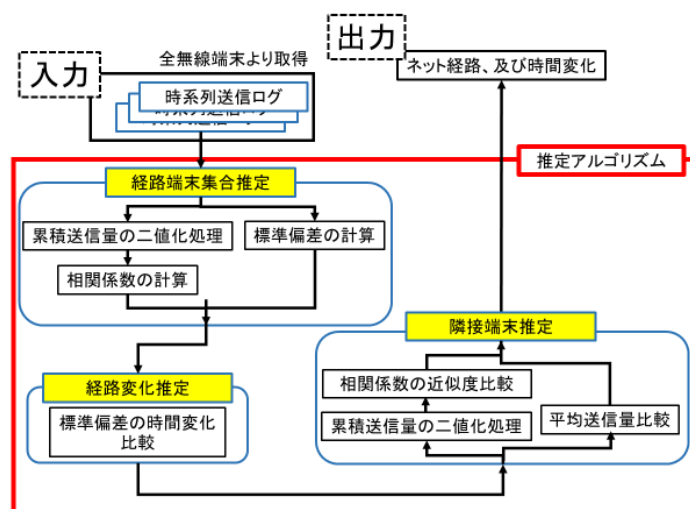 出力
入力
全無線端末より取得
ネット経路、及び時間変化
時系列送信ログ
推定アルゴリズム
経路端末集合推定
累積送信量の二値化処理
標準偏差の計算
相関係数の計算
隣接端末推定
経路変化推定
相関係数の近似度比較
標準偏差の時間変化
比較
累積送信量の二値化処理
平均送信量比較